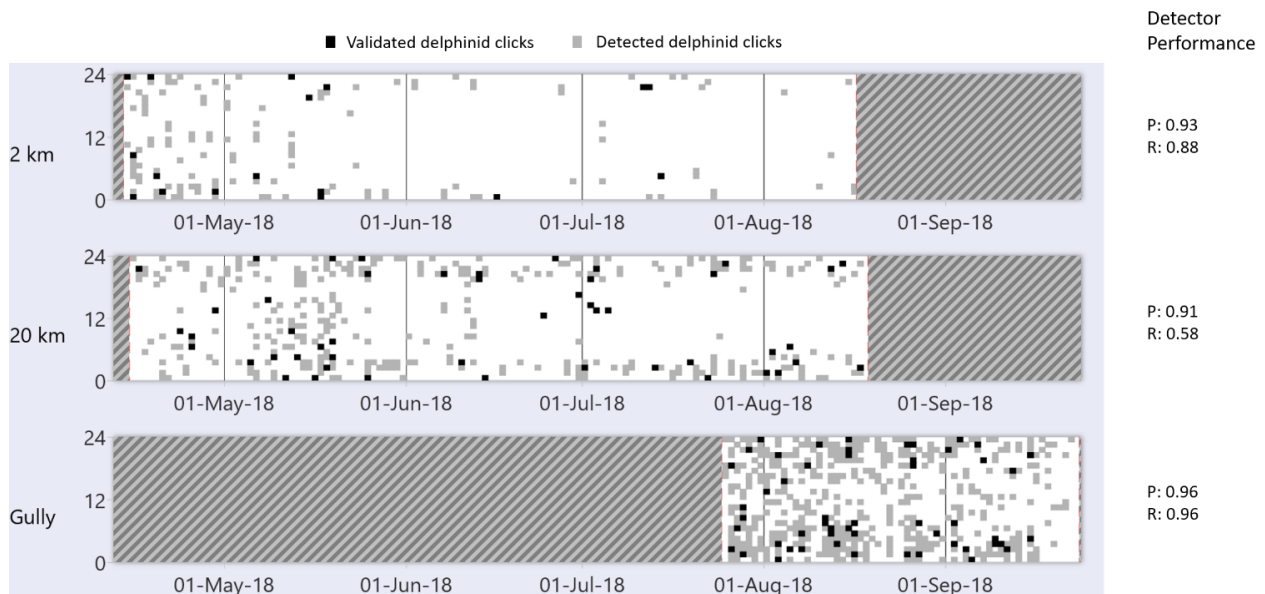 Detector
Performance
Validated delphinid clicks
Detected delphinid clicks
24
12
0
2 km
01-May-18
01-Jun-18
01-Jul-18
01-Aug-18
01-Sep-18
P: 0.93
R: 0.88
24
12
0
20 km
01-May-18
01-Jun-18
01-Jul-18
01-Aug-18
01-Sep-18
P: 0.91
R: 0.58
24
12
0
Gully
01-May-18
01-Jun-18
01-Jul-18
01-Aug-18
01-Sep-18
P: 0.96
R: 0.96